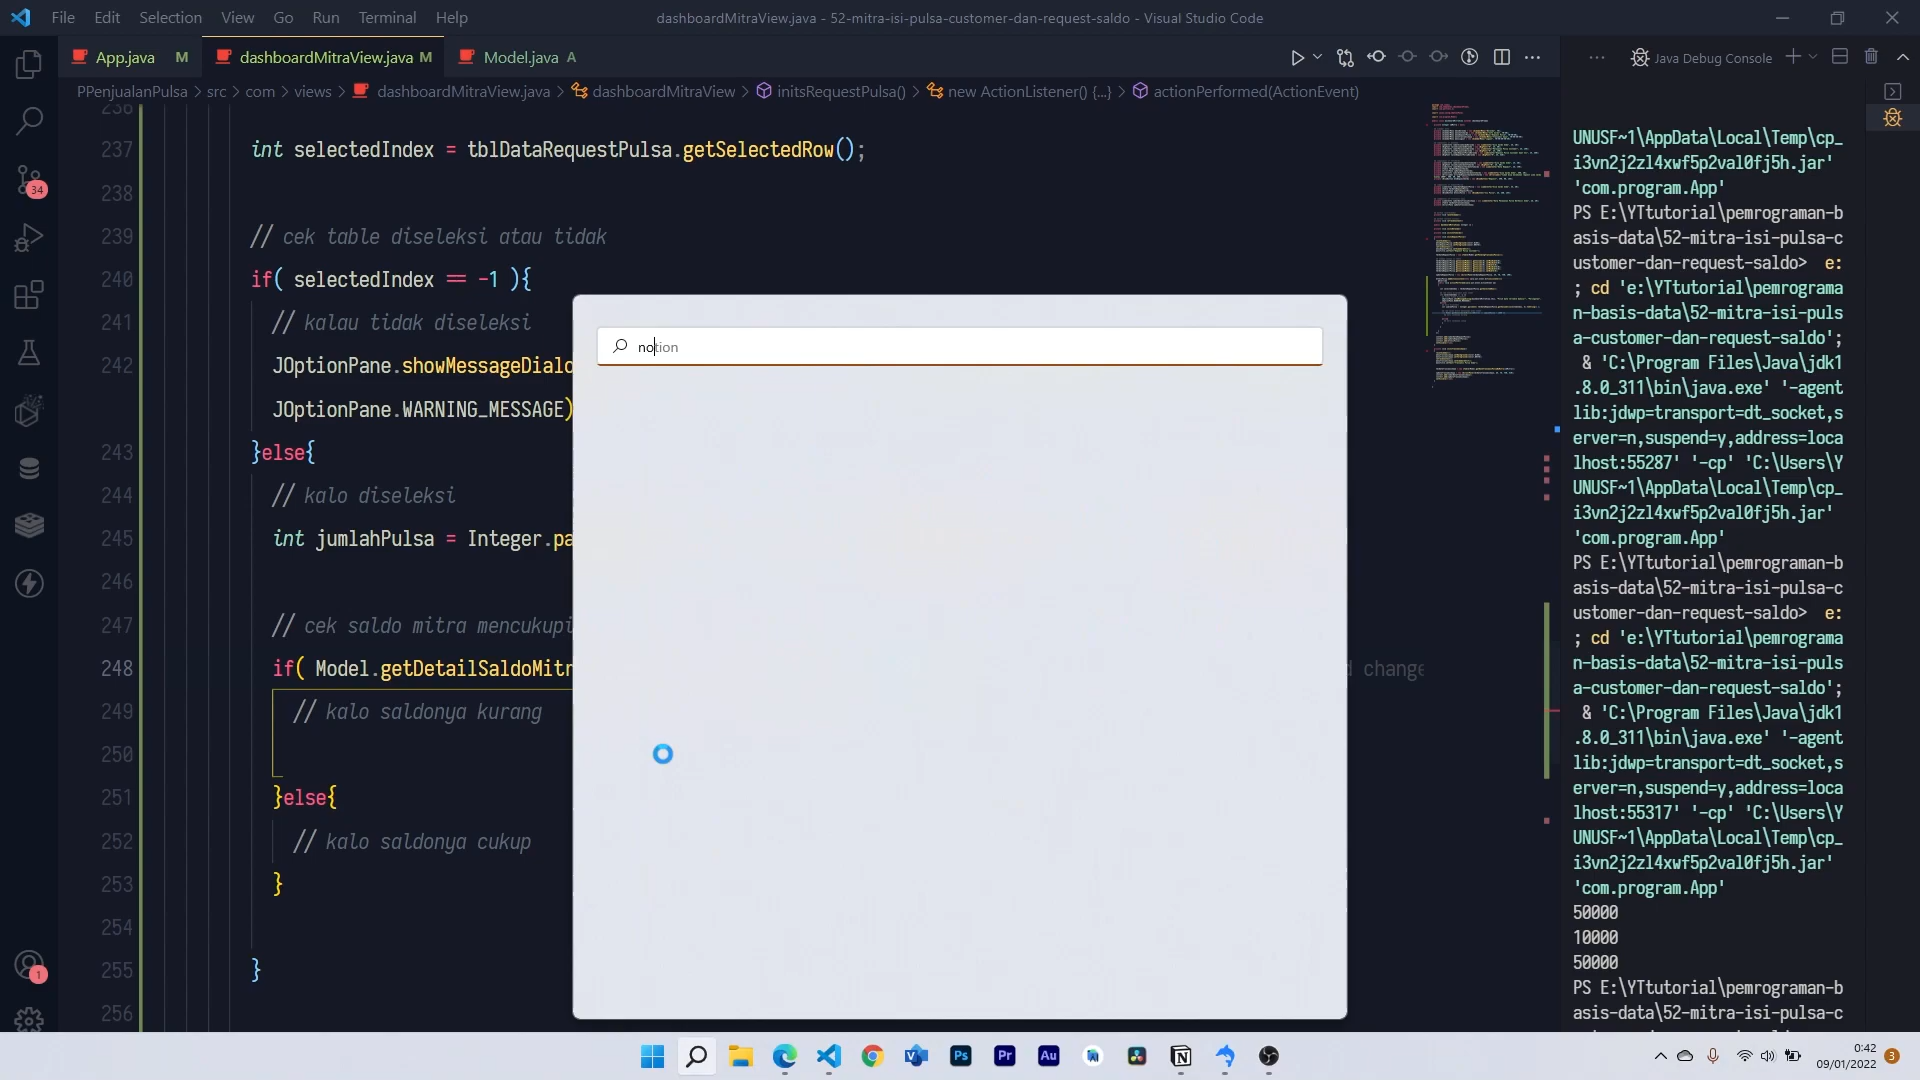 File Edit Selection View Go Run Terminal Help
dashboardMitraView.java - 52-mitra-isi-pulsa-customer-dan-request-saldo - Visual Studio Code
App.java M dashboardMitraView.java M Model.java A
Java Debug Console
PPenjualanPulsa > src > com > views > dashboardMitraView.java > dashboardMitraView > initsRequestPulsa() > new ActionListener() {...} > actionPerformed(ActionEvent)
236
237 int selectedIndex = tblDataRequestPulsa.getSelectedRow();
238
239 // cek table diseleksi atau tidak
240 if( selectedIndex == -1 ){
241 // kalau tidak diseleksi
242 JOptionPane.showMessageDialo
JOptionPane.WARNING_MESSAGE)
243 }else{
244 // kalo diseleksi
245 int jumlahPulsa = Integer.pa
246
247 // cek saldo mitra mencukupi
248 if( Model.getDetailSaldoMitr
d change
249 // kalo saldonya kurang
250
251 }else{
252 // kalo saldonya cukup
253 }
254
255 }
256
notion
34
1
UNUSF~1\AppData\Local\Temp\cp_
i3vn2j2zl4xwf5p2val0fj5h.jar'
'com.program.App'
PS E:\YTtutorial\pemrograman-b
asis-data\52-mitra-isi-pulsa-c
ustomer-dan-request-saldo> e:
; cd 'e:\YTtutorial\pemrograma
n-basis-data\52-mitra-isi-puls
a-customer-dan-request-saldo';
& 'C:\Program Files\Java\jdk1
.8.0_311\bin\java.exe' '-agent
lib:jdwp=transport=dt_socket,s
erver=n,suspend=y,address=loca
lhost:55287' '-cp' 'C:\Users\Y
UNUSF~1\AppData\Local\Temp\cp_
i3vn2j2zl4xwf5p2val0fj5h.jar'
'com.program.App'
PS E:\YTtutorial\pemrograman-b
asis-data\52-mitra-isi-pulsa-c
ustomer-dan-request-saldo> e:
; cd 'e:\YTtutorial\pemrograma
n-basis-data\52-mitra-isi-puls
a-customer-dan-request-saldo';
& 'C:\Program Files\Java\jdk1
.8.0_311\bin\java.exe' '-agent
lib:jdwp=transport=dt_socket,s
erver=n,suspend=y,address=loca
lhost:55317' '-cp' 'C:\Users\Y
UNUSF~1\AppData\Local\Temp\cp_
i3vn2j2zl4xwf5p2val0fj5h.jar'
'com.program.App'
50000
10000
50000
PS E:\YTtutorial\pemrograman-b
asis-data\52-mitra-isi-pulsa-c
Ps Pr Au
0:42
09/01/2022
3